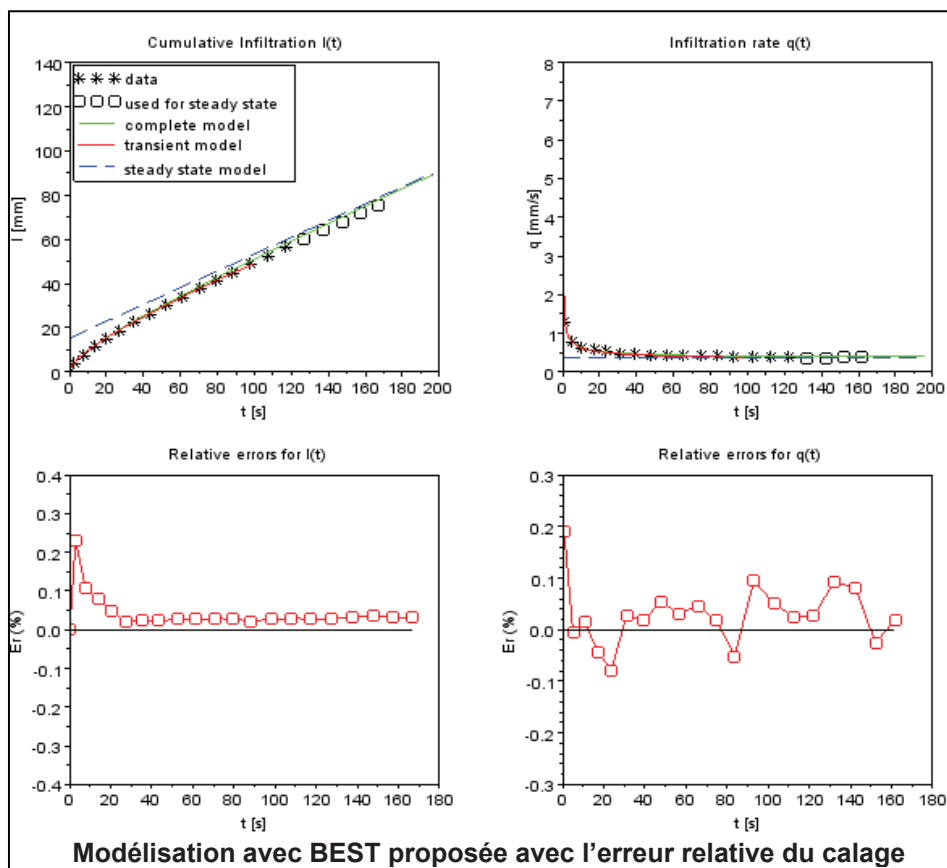 Cumulative Infiltration I(t)
140
120
100
80
60
40
20
0
I [mm]
* * * data
used for steady state
complete model
transient model
steady state model
0 20 40 60 80 100 120 140 160 180 200
t [s]
Infiltration rate q(t)
8
7
6
5
4
3
2
1
0
q [mm/s]
0 20 40 60 80 100 120 140 160 180 200
t [s]
Relative errors for I(t)
0.4
0.3
0.2
0.1
0.0
-0.1
-0.2
-0.3
-0.4
Er (%)
0 20 40 60 80 100 120 140 160 180
t [s]
Relative errors for q(t)
0.3
0.2
0.1
0.0
-0.1
-0.2
-0.3
Er (%)
0 20 40 60 80 100 120 140 160 180
t [s]
Modélisation avec BEST proposée avec l'erreur relative du calage